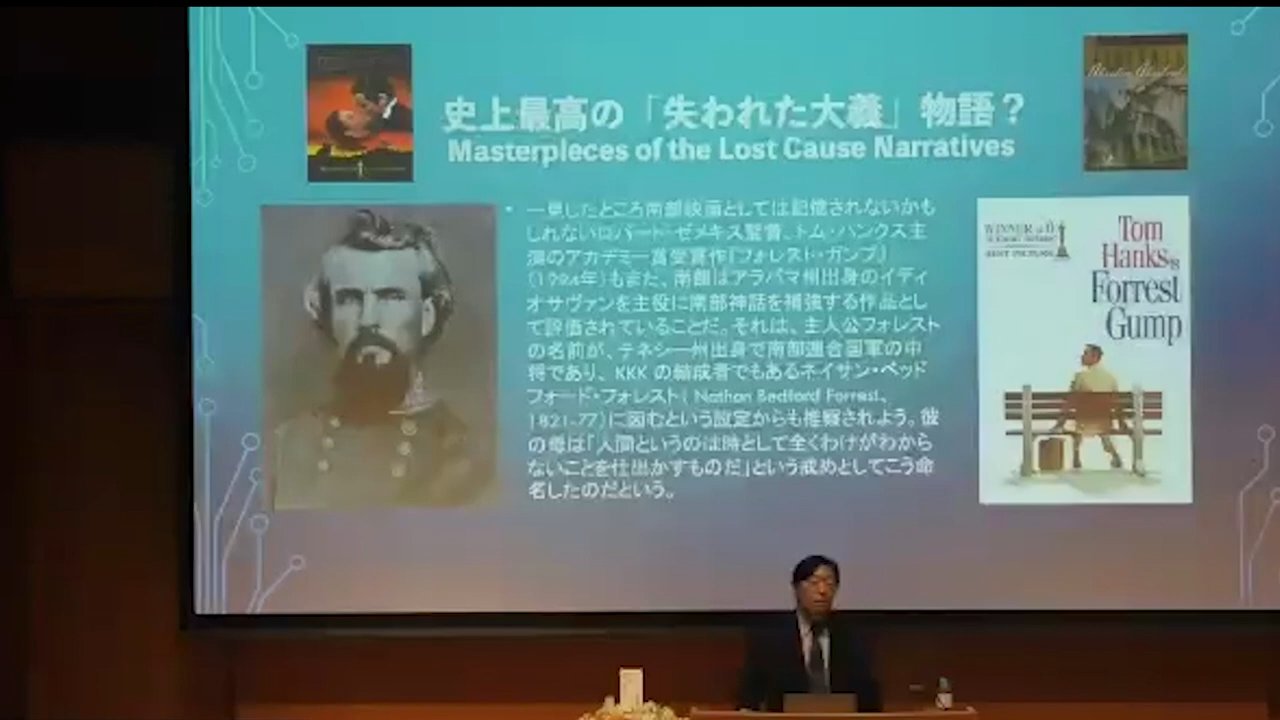 史上最高の「失われた大義」物語？
Masterpieces of the Lost Cause Narratives
• 一見したところ南部映画としては記憶されないかも
しれないロバート・ゼメキス監督、トム・ハンクス主
演のアカデミー賞受賞作『フォレスト・ガンプ』
（1994年）もまた、南部はアラバマ州出身のイディ
オサヴァンを主役に南部神話を補強する作品とし
て評価されていることだ。それは、主人公フォレスト
の名前が、テネシー州出身で南部連合国軍の中
将であり、KKK の結成者でもあるネイサン・ベッド
フォード・フォレスト( Nathan Bedford Forrest、
1821-77)に因むという設定からも推察されよう。彼
の母は「人間というのは時として全くわけがわから
ないことを仕出かすものだ」という戒めとしてこう命
名したのだという。
WINNER of 6
BEST PICTURE
Tom
Hanks is
Forrest
Gump